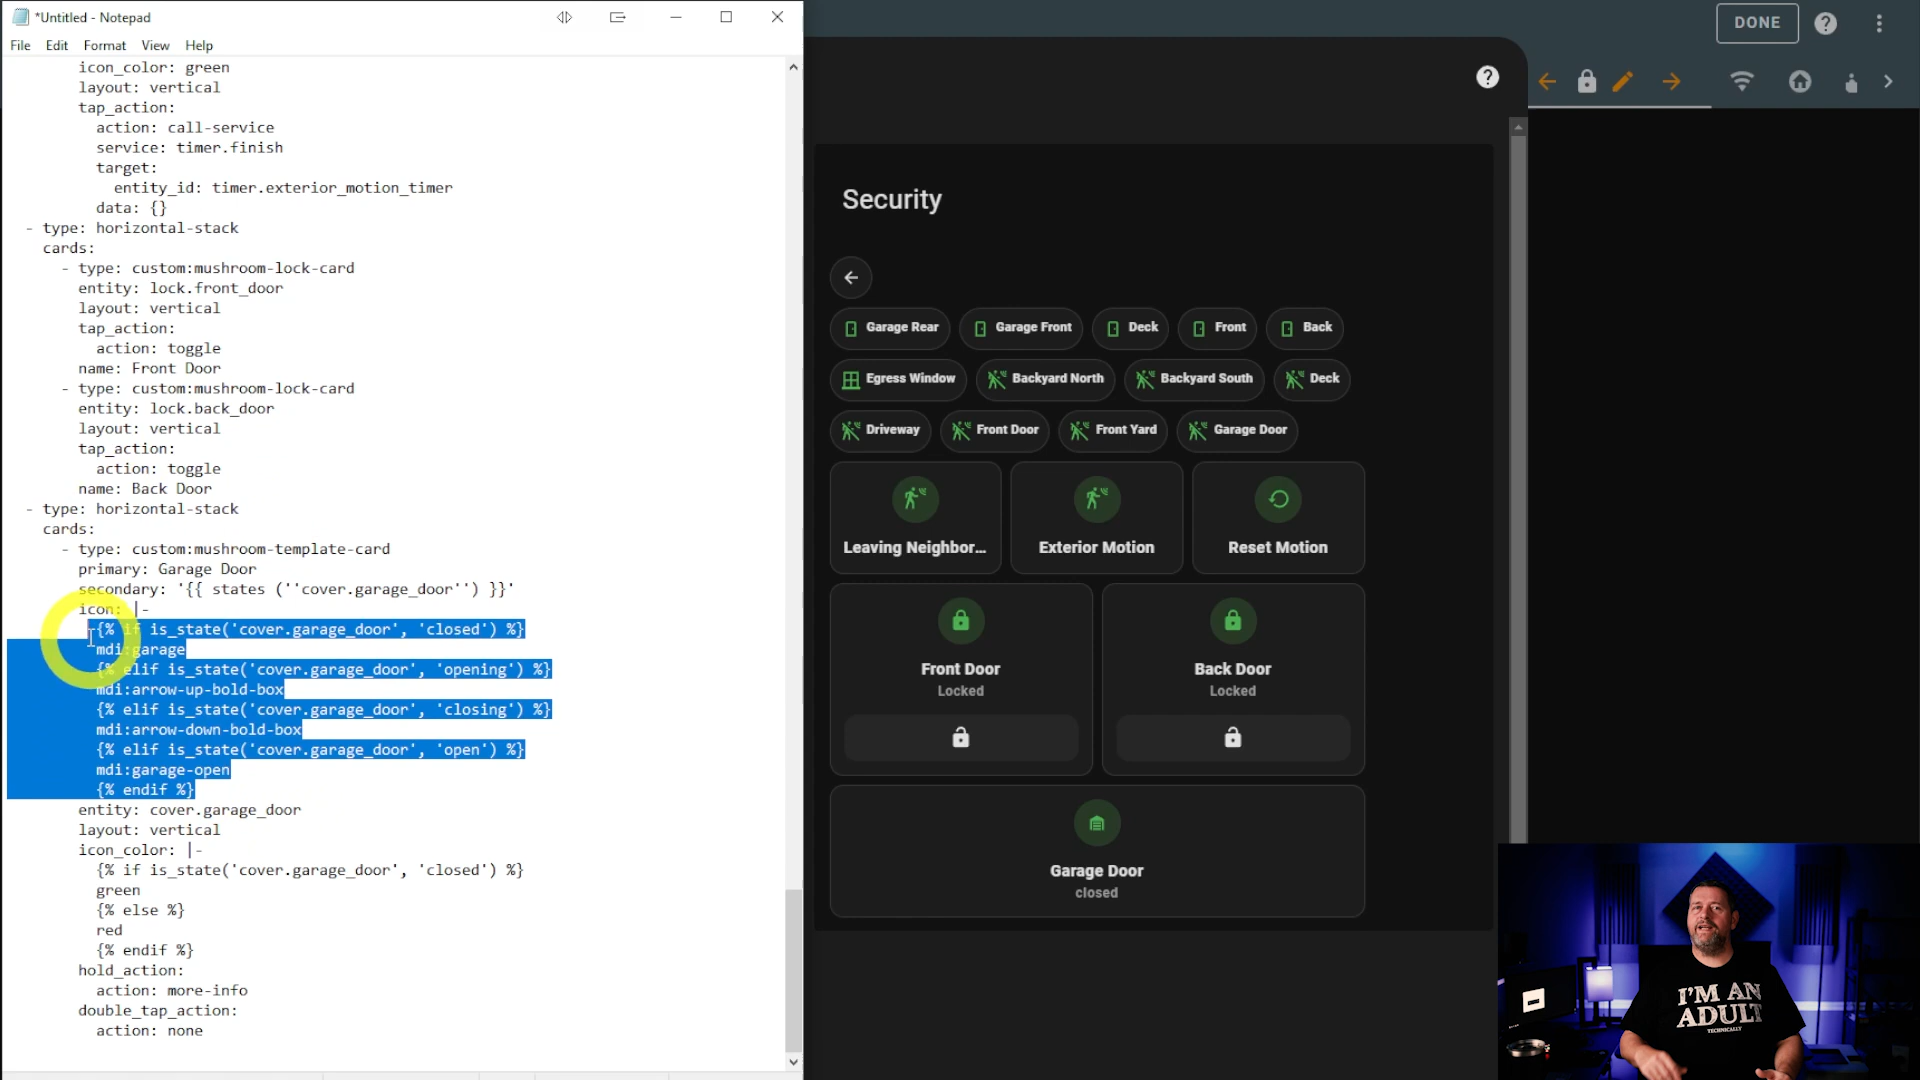 *Untitled - Notepad
File Edit Format View Help
icon_color: green
layout: vertical
tap_action:
action: call-service
service: timer.finish
target:
entity_id: timer.exterior_motion_timer
data: {}
- type: horizontal-stack
cards:
- type: custom:mushroom-lock-card
entity: lock.front_door
layout: vertical
tap_action:
action: toggle
name: Front Door
- type: custom:mushroom-lock-card
entity: lock.back_door
layout: vertical
tap_action:
action: toggle
name: Back Door
- type: horizontal-stack
cards:
- type: custom:mushroom-template-card
primary: Garage Door
secondary: '{{ states (''cover.garage_door'') }}'
icon: |-
{% if is_state('cover.garage_door', 'closed') %}
mdi:garage
{% elif is_state('cover.garage_door', 'opening') %}
mdi:arrow-up-bold-box
{% elif is_state('cover.garage_door', 'closing') %}
mdi:arrow-down-bold-box
{% elif is_state('cover.garage_door', 'open') %}
mdi:garage-open
{% endif %}
entity: cover.garage_door
layout: vertical
icon_color: |-
{% if is_state('cover.garage_door', 'closed') %}
green
{% else %}
red
{% endif %}
hold_action:
action: more-info
double_tap_action:
action: none
DONE
Security
Garage Rear Garage Front Deck Front Back
Egress Window Backyard North Backyard South Deck
Driveway Front Door Front Yard Garage Door
Leaving Neighbor... Exterior Motion Reset Motion
Front Door Back Door
Locked Locked
Garage Door
closed
I'M AN
ADULT
TECHNICALLY